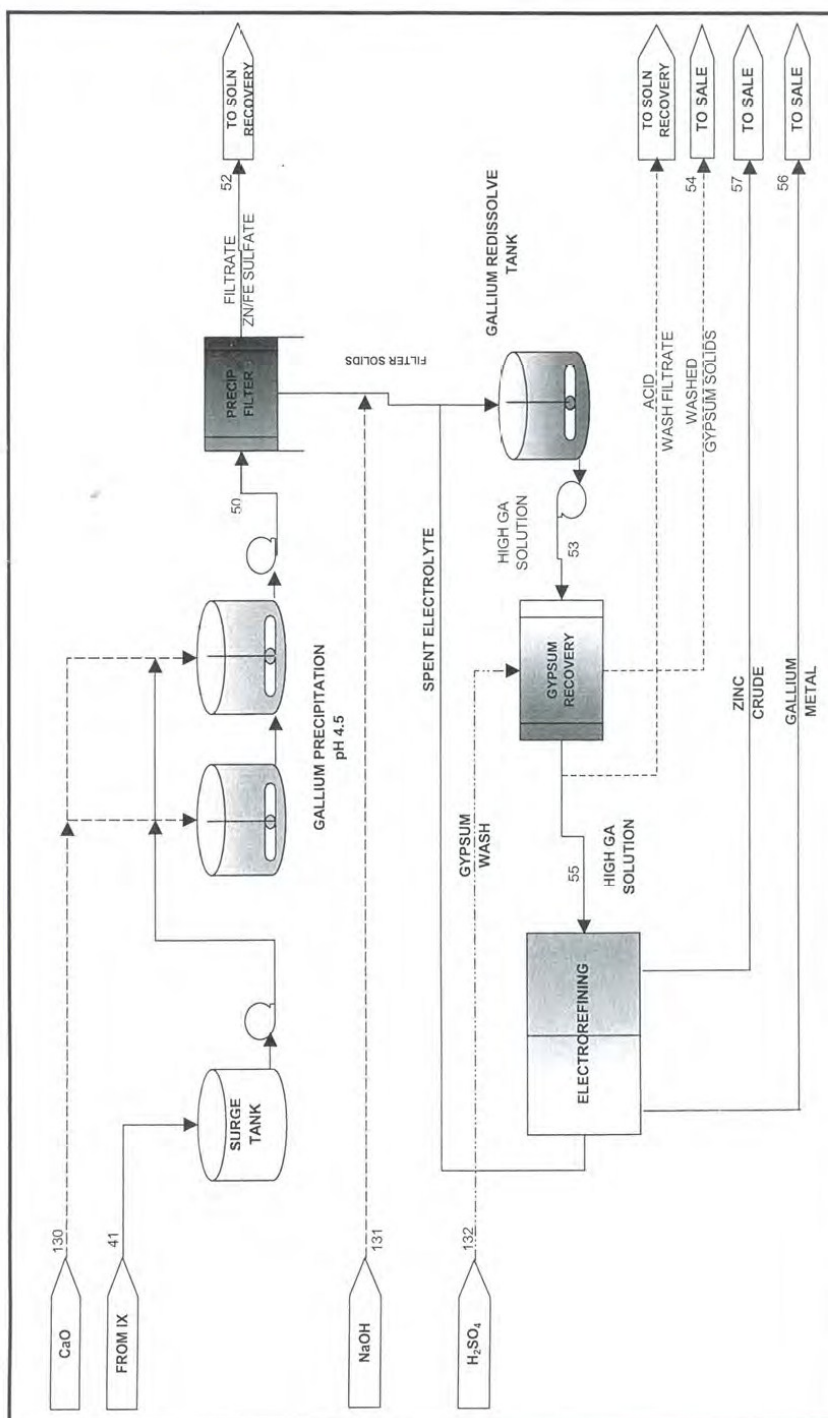 CaO
130
FROM IX
41
SURGE
TANK
GALLIUM PRECIPITATION
pH 4.5
50
PRECIP
FILTER
FILTRATE
ZN/FE SULFATE
52
TO SOLN
RECOVERY
NaOH
131
FILTER SOLIDS
SPENT ELECTROLYTE
GALLIUM REDISSOLVE
TANK
HIGH GA
SOLUTION
53
H₂SO₄
132
GYPSUM
WASH
GYPSUM
RECOVERY
55
HIGH GA
SOLUTION
ELECTROREFINING
ACID
WASH FILTRATE
TO SOLN
RECOVERY
WASHED
GYPSUM SOLIDS
54
TO SALE
ZINC
CRUDE
57
TO SALE
GALLIUM
METAL
56
TO SALE